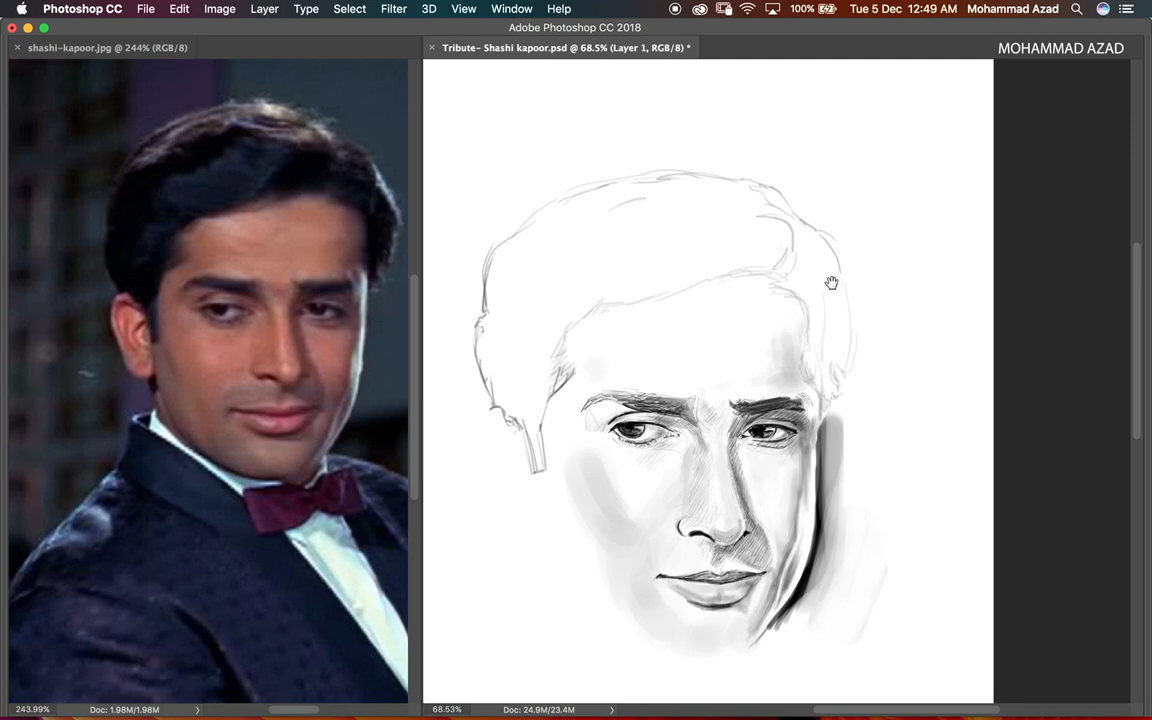 Photoshop CC File Edit Image Layer Type Select Filter 3D View Window Help 100% Tue 5 Dec 12:49 AM Mohammad Azad
Adobe Photoshop CC 2018
× shashi-kapoor.jpg @ 244% (RGB/8) × Tribute- Shashi kapoor.psd @ 68.5% (Layer 1, RGB/8) *
MOHAMMAD AZAD
243.99% Doc: 1.98M/1.98M 68.53% Doc: 24.9M/23.4M